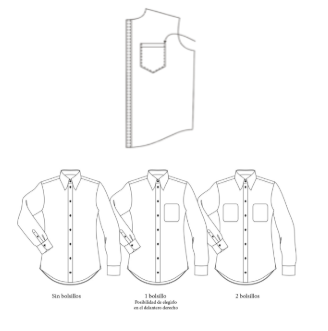 Sin bolsillos
1 bolsillo
Posibilidad de elegirlo
en el delantero derecho
2 bolsillos